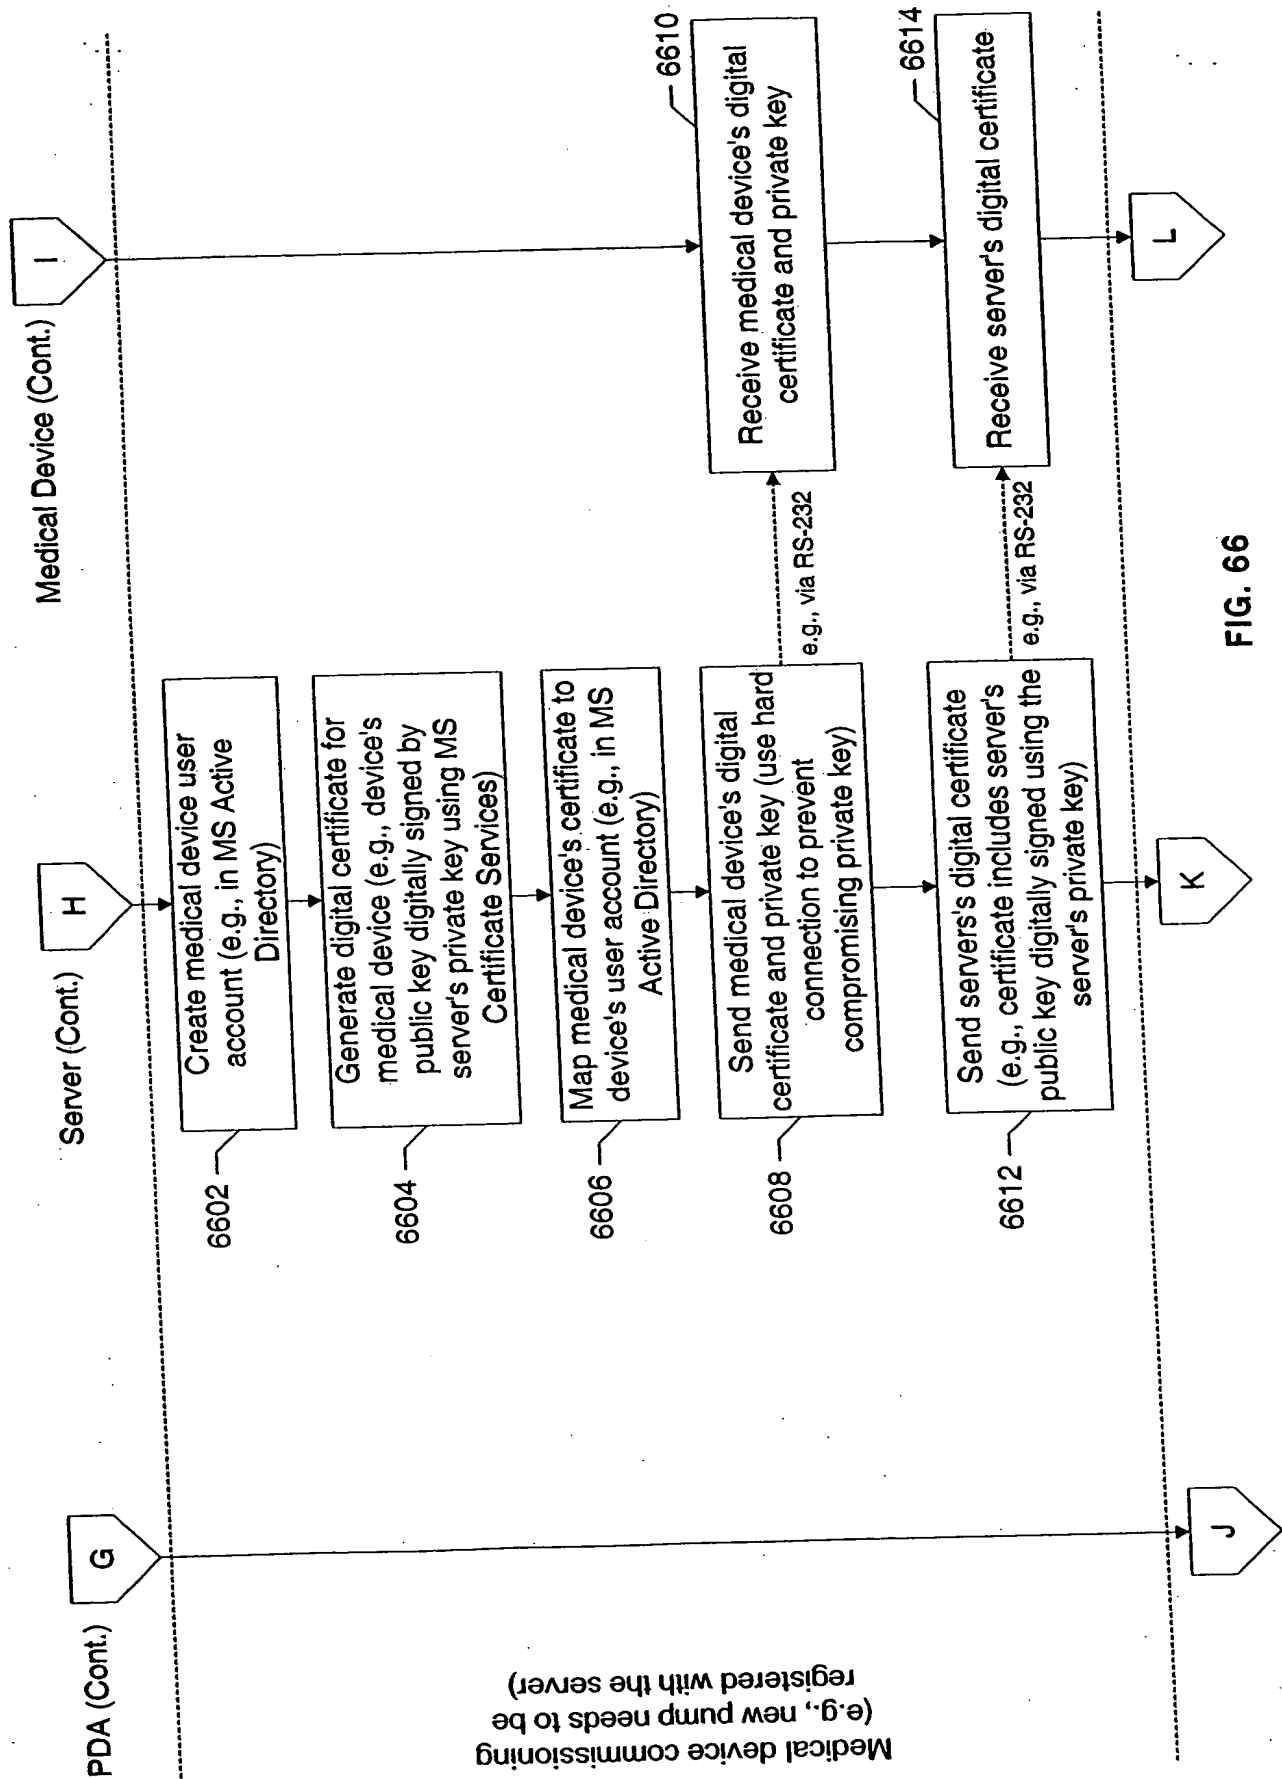 PDA (Cont.)
G
Server (Cont.)
H
Medical Device (Cont.)
I
Medical device commissioning
(e.g., new pump needs to be
registered with the server)
6602
Create medical device user
account (e.g., in MS Active
Directory)
6604
Generate digital certificate for
medical device (e.g., device's
public key digitally signed by
server's private key using MS
Certificate Services)
6606
Map medical device's certificate to
device's user account (e.g., in MS
Active Directory)
6608
Send medical device's digital
certificate and private key (use hard
connection to prevent
compromising private key)
e.g., via RS-232
6610
Receive medical device's digital
certificate and private key
6612
Send servers's digital certificate
(e.g., certificate includes server's
public key digitally signed using the
server's private key)
e.g., via RS-232
6614
Receive server's digital certificate
J
K
L
FIG. 66